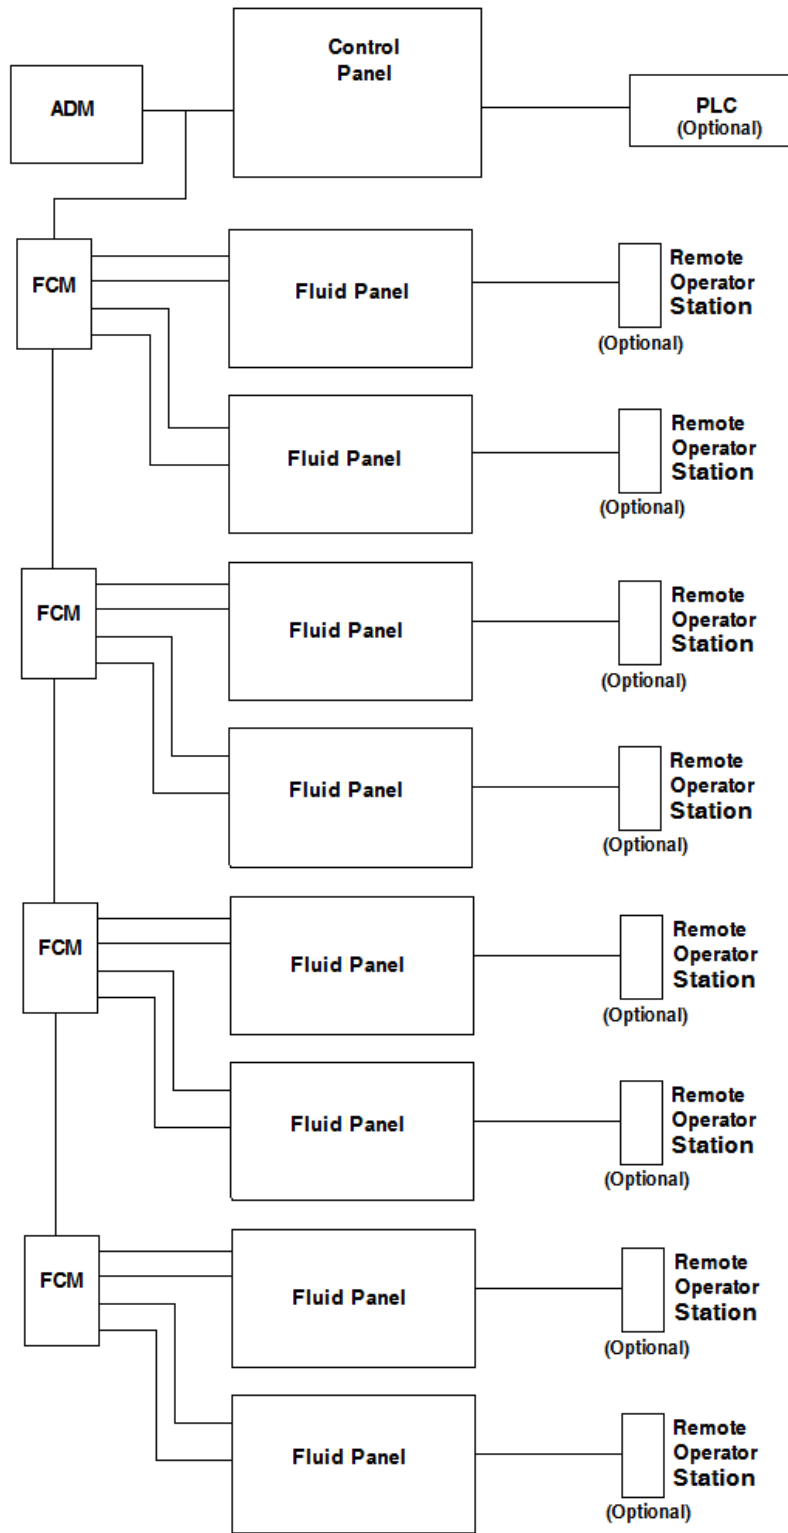 Control
Panel
ADM
PLC
(Optional)
FCM
Fluid Panel
Remote
Operator
Station
(Optional)
Fluid Panel
Remote
Operator
Station
(Optional)
FCM
Fluid Panel
Remote
Operator
Station
(Optional)
Fluid Panel
Remote
Operator
Station
(Optional)
FCM
Fluid Panel
Remote
Operator
Station
(Optional)
Fluid Panel
Remote
Operator
Station
(Optional)
FCM
Fluid Panel
Remote
Operator
Station
(Optional)
Fluid Panel
Remote
Operator
Station
(Optional)